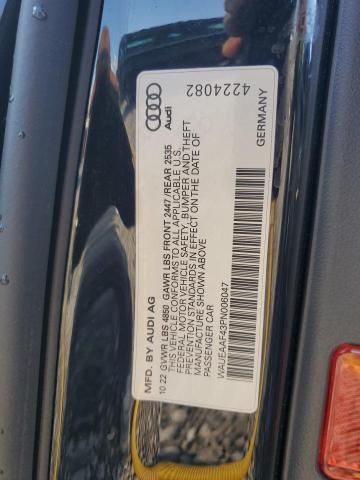 MFD. BY AUDI AG
Audi
4224082
10 22 GVWR LBS 4850 GAWR LBS FRONT 2447 /REAR 2535
THIS VEHICLE CONFORMS TO ALL APPLICABLE U.S.
FEDERAL MOTOR VEHICLE SAFETY, BUMPER AND THEFT
PREVENTION STANDARDS IN EFFECT ON THE DATE OF
MANUFACTURE SHOWN ABOVE
PASSENGER CAR
WAUEAAF43PN006047
GERMANY